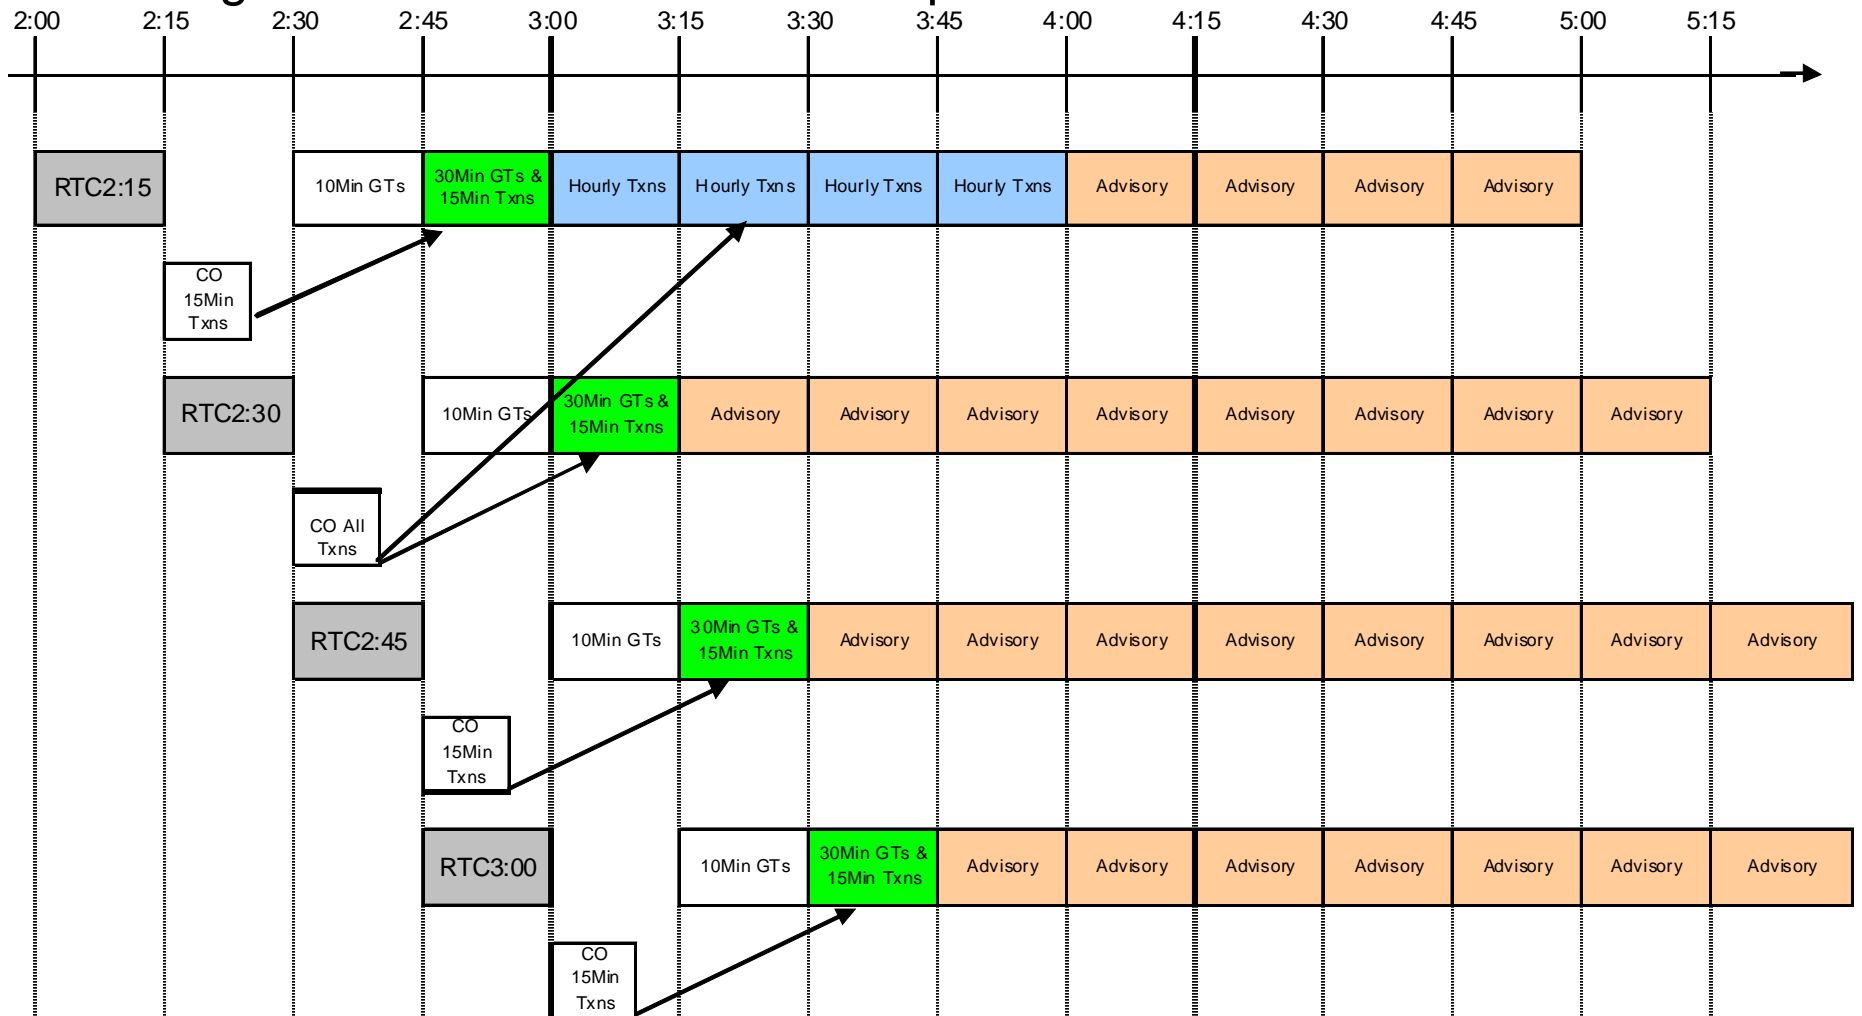 2:00 2:15 2:30 2:45 3:00 3:15 3:30 3:45 4:00 4:15 4:30 4:45 5:00 5:15
RTC2:15
10Min GTs
30Min GTs &
15Min Txns
Hourly Txns
Hourly Txns
Hourly Txns
Hourly Txns
Advisory
Advisory
Advisory
Advisory
CO
15Min
Txns
RTC2:30
10Min GTs
30Min GTs &
15Min Txns
Advisory
Advisory
Advisory
Advisory
Advisory
Advisory
Advisory
Advisory
CO All
Txns
RTC2:45
10Min GTs
30Min GTs &
15Min Txns
Advisory
Advisory
Advisory
Advisory
Advisory
Advisory
Advisory
Advisory
CO
15Min
Txns
RTC3:00
10Min GTs
30Min GTs &
15Min Txns
Advisory
Advisory
Advisory
Advisory
Advisory
Advisory
Advisory
CO
15Min
Txns